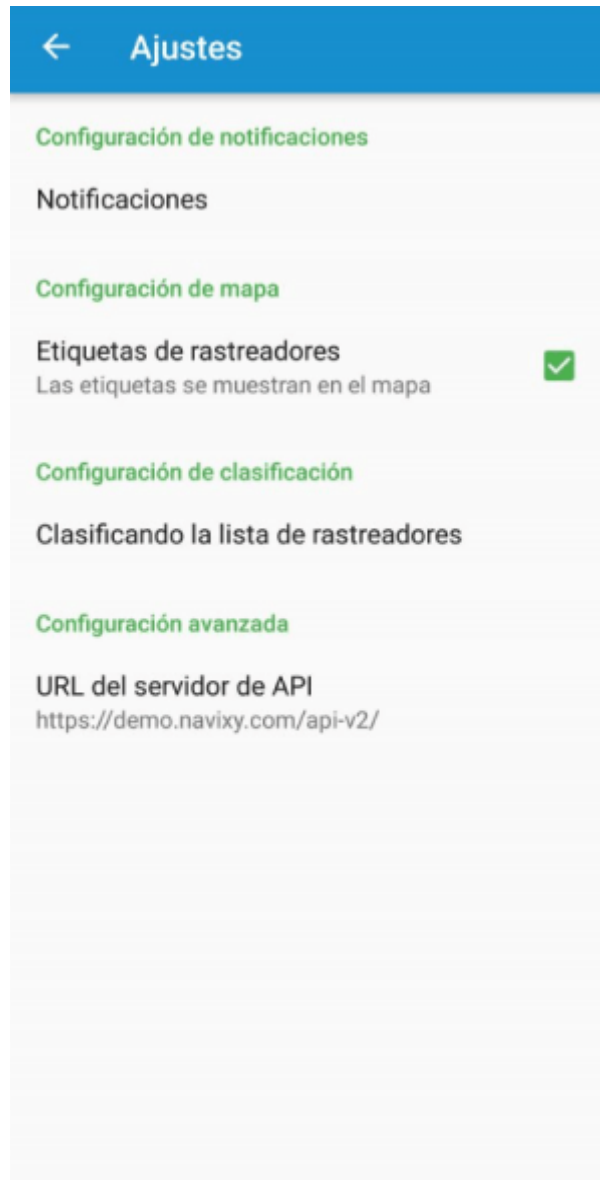 Ajustes
Configuración de notificaciones
Notificaciones
Configuración de mapa
Etiquetas de rastreadores
Las etiquetas se muestran en el mapa
Configuración de clasificación
Clasificando la lista de rastreadores
Configuración avanzada
URL del servidor de API
https://demo.navixy.com/api-v2/